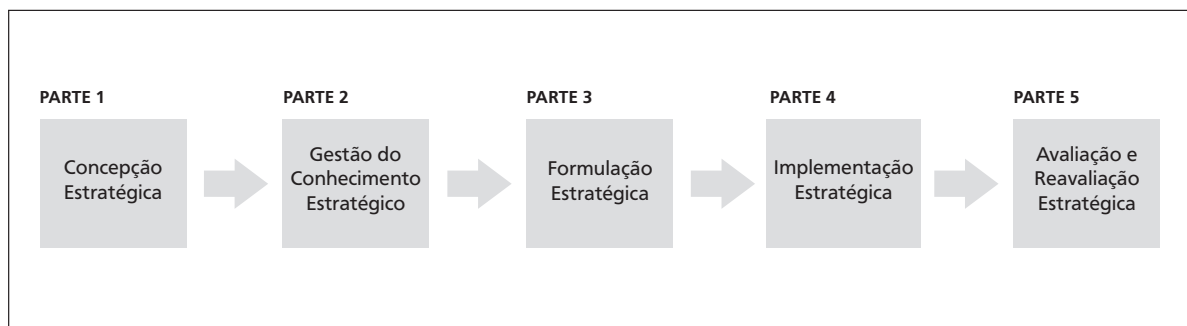 PARTE 1
Concepção
Estratégica
PARTE 2
Gestão do
Conhecimento
Estratégico
PARTE 3
Formulação
Estratégica
PARTE 4
Implementação
Estratégica
PARTE 5
Avaliação e
Reavaliação
Estratégica